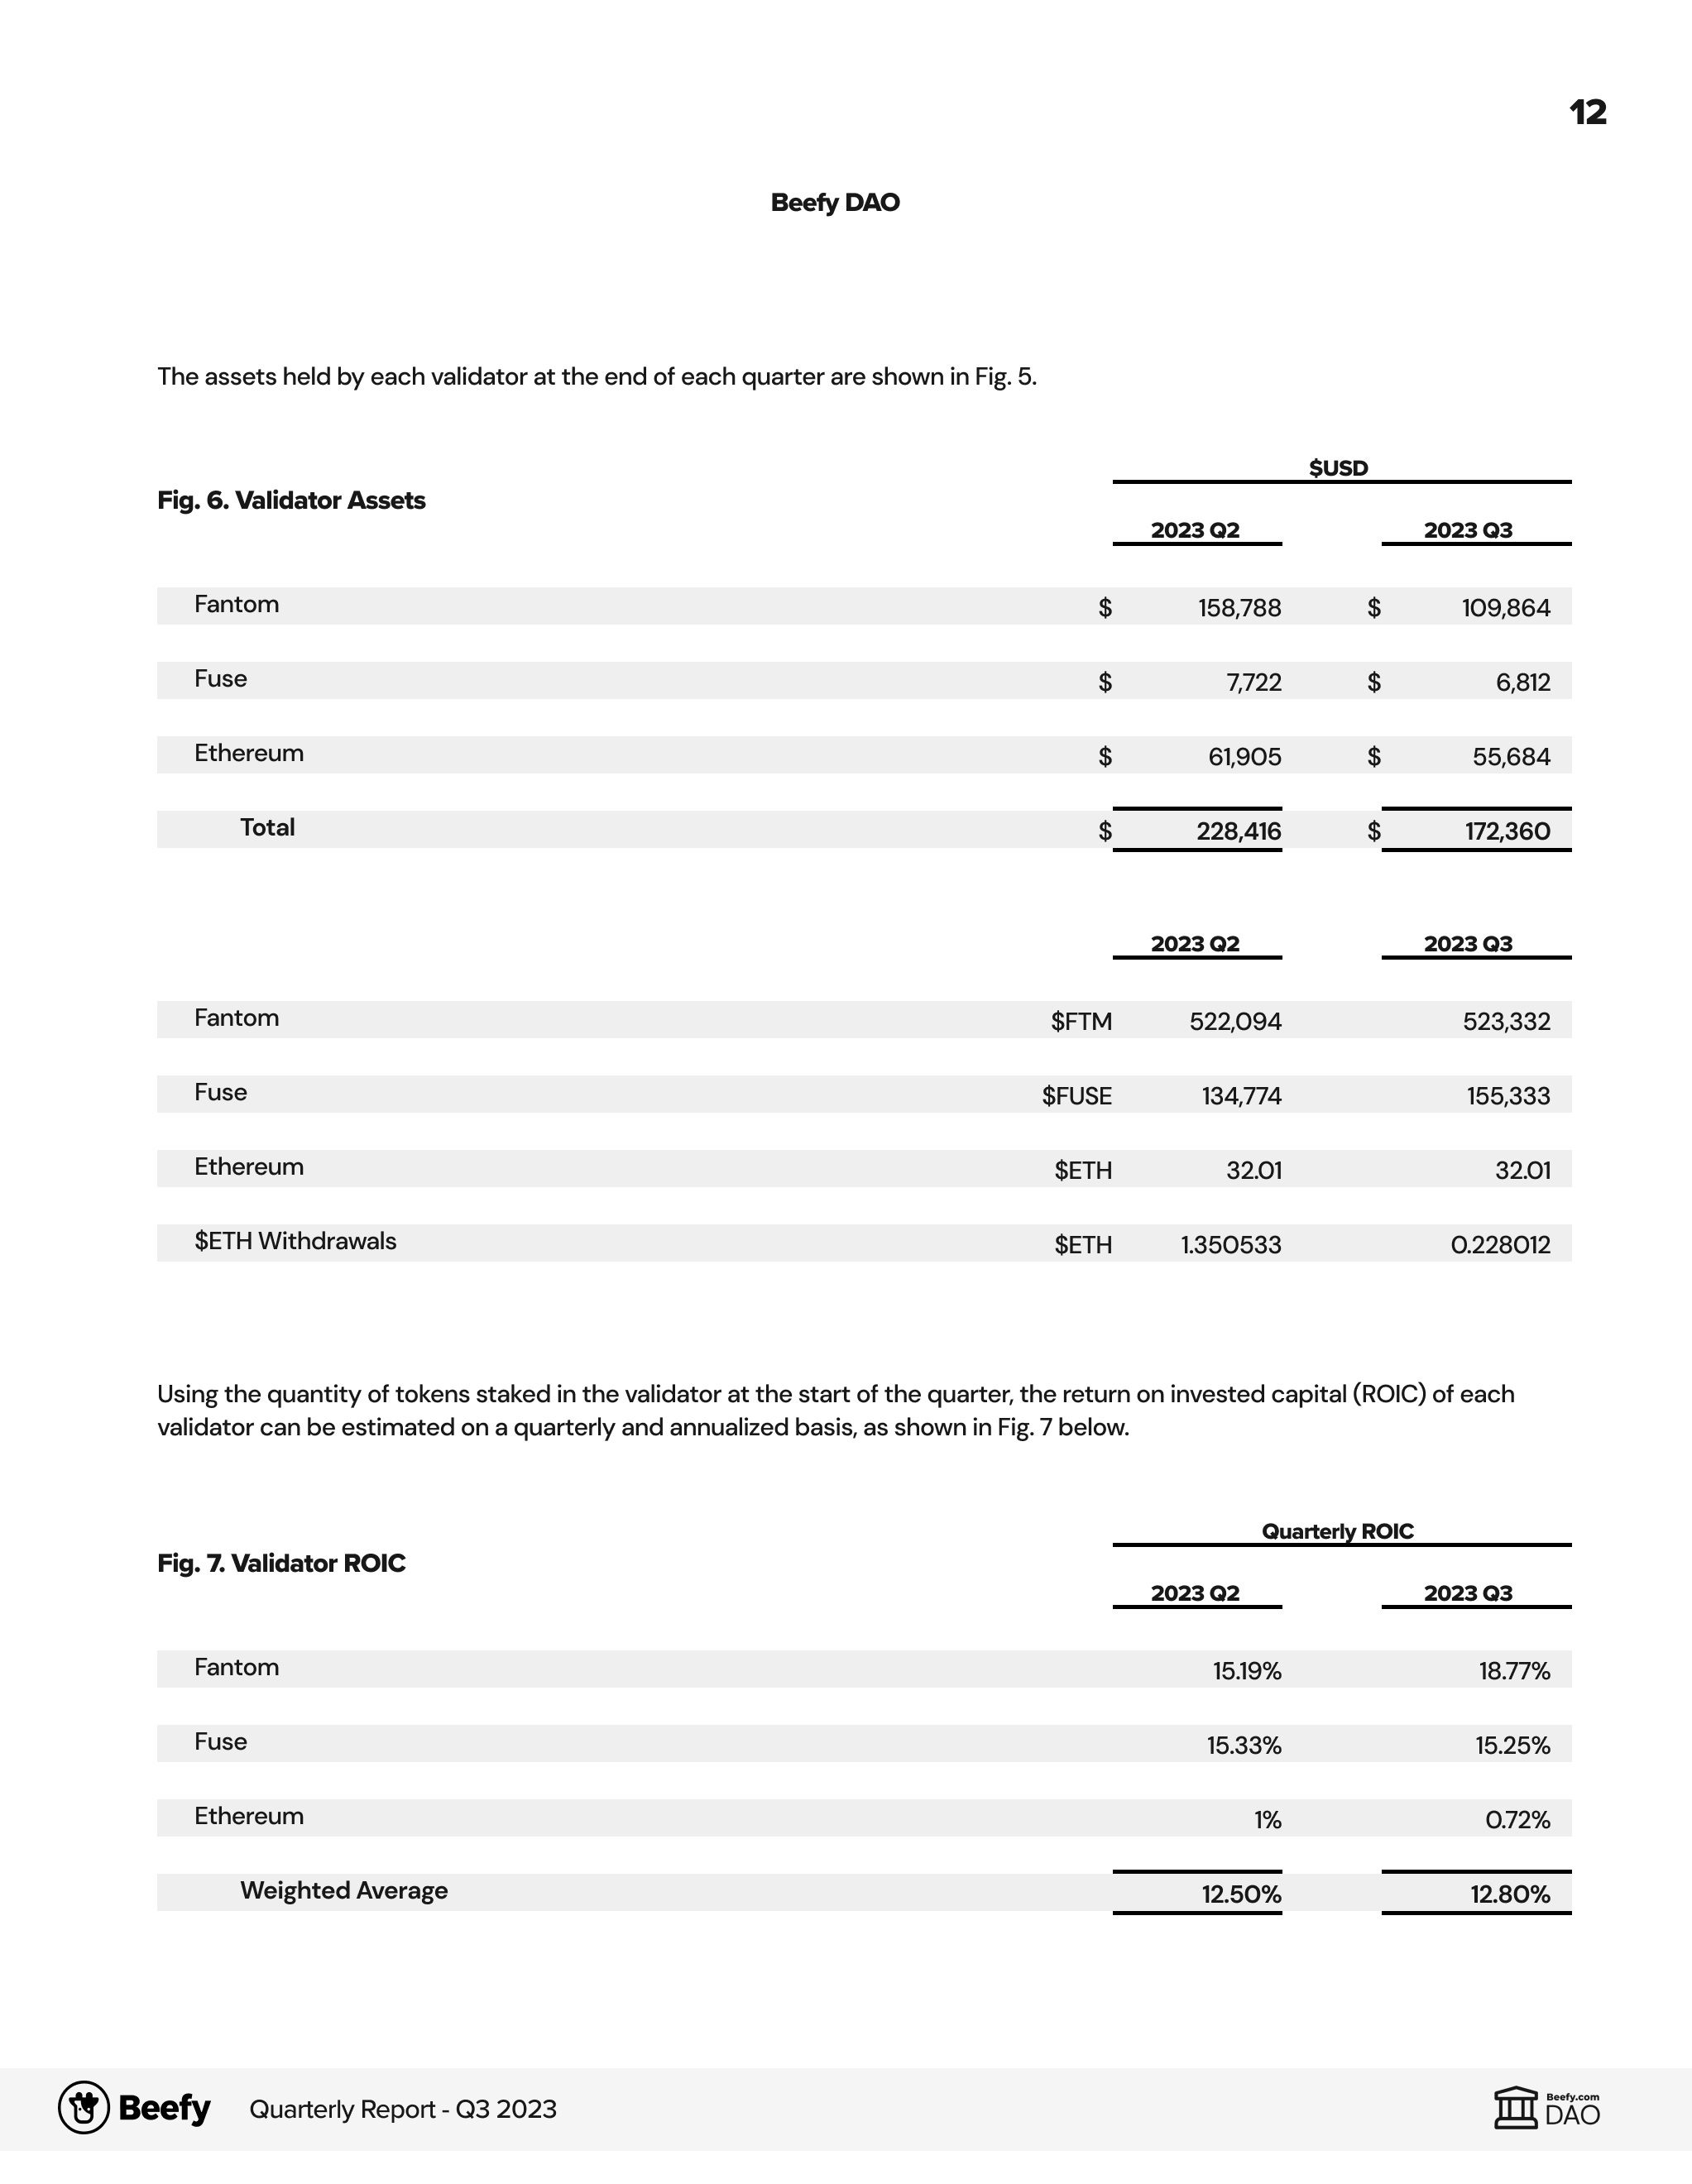 12
Beefy DAO
The assets held by each validator at the end of each quarter are shown in Fig. 5.
$USD
Fig. 6. Validator Assets
2023 Q2 2023 Q3
Fantom $ 158,788 $ 109,864
Fuse $ 7,722 $ 6,812
Ethereum $ 61,905 $ 55,684
Total $ 228,416 $ 172,360
2023 Q2 2023 Q3
Fantom $FTM 522,094 523,332
Fuse $FUSE 134,774 155,333
Ethereum $ETH 32.01 32.01
$ETH Withdrawals $ETH 1.350533 0.228012
Using the quantity of tokens staked in the validator at the start of the quarter, the return on invested capital (ROIC) of each
validator can be estimated on a quarterly and annualized basis, as shown in Fig. 7 below.
Quarterly ROIC
Fig. 7. Validator ROIC
2023 Q2 2023 Q3
Fantom 15.19% 18.77%
Fuse 15.33% 15.25%
Ethereum 1% 0.72%
Weighted Average 12.50% 12.80%
Beefy Quarterly Report - Q3 2023
Beefy.com
DAO